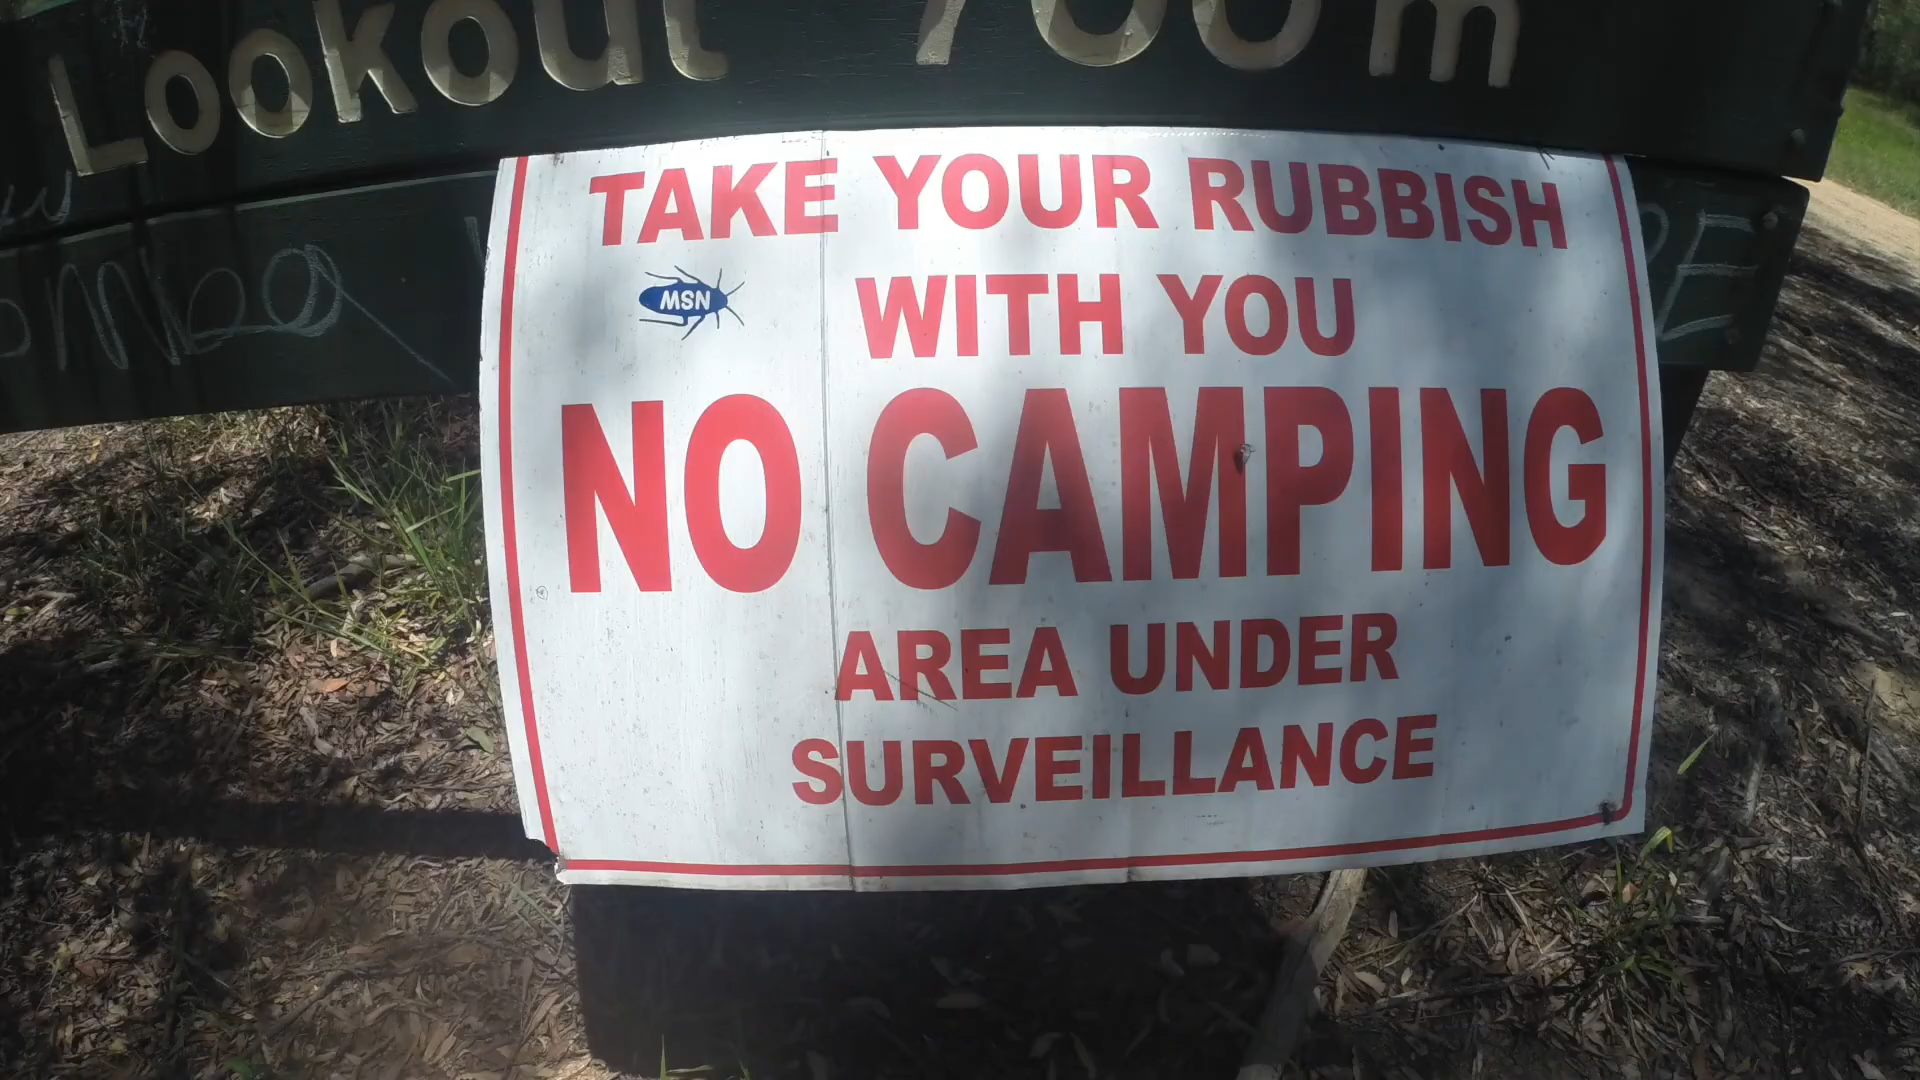 Lookout 700m
TAKE YOUR RUBBISH
MSN
WITH YOU
NO CAMPING
AREA UNDER
SURVEILLANCE